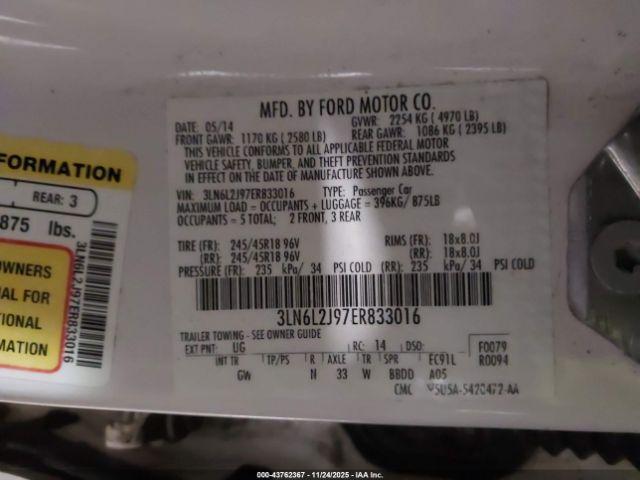 MFD. BY FORD MOTOR CO.
DATE: 05/14 GVWR: 2254 KG ( 4970 LB)
FRONT GAWR: 1170 KG ( 2580 LB) REAR GAWR: 1086 KG ( 2395 LB)
THIS VEHICLE CONFORMS TO ALL APPLICABLE FEDERAL MOTOR
VEHICLE SAFETY, BUMPER, AND THEFT PREVENTION STANDARDS
IN EFFECT ON THE DATE OF MANUFACTURE SHOWN ABOVE.
VIN: 3LN6L2J97ER833016 TYPE: Passenger Car
MAXIMUM LOAD = OCCUPANTS + LUGGAGE = 396KG/ 875LB
OCCUPANTS = 5 TOTAL; 2 FRONT, 3 REAR
TIRE (FR): 245/45R18 96V RIMS (FR): 18x8.0J
(RR): 245/45R18 96V (RR): 18x8.0J
PRESSURE (FR): 235 kPa/ 34 PSI COLD (RR): 235 kPa/ 34 PSI COLD
3LN6L2J97ER833016
TRAILER TOWING - SEE OWNERS GUIDE
EXT PNT: UG RC: 14 DSO: F0079
INT TR TP/PS R AXLE TR SPR EC91L R0094
GW N 33 W BBDD A05
CMC
FORMATION
REAR: 3
875 lbs.
OWNERS
AL FOR
TION
NTS
3LN6L2J97ER833016
000-43762367 - 11/24/2025 - IAA Inc.